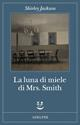 Shirley Jackson
La luna di miele
di Mrs. Smith
ADELPHI